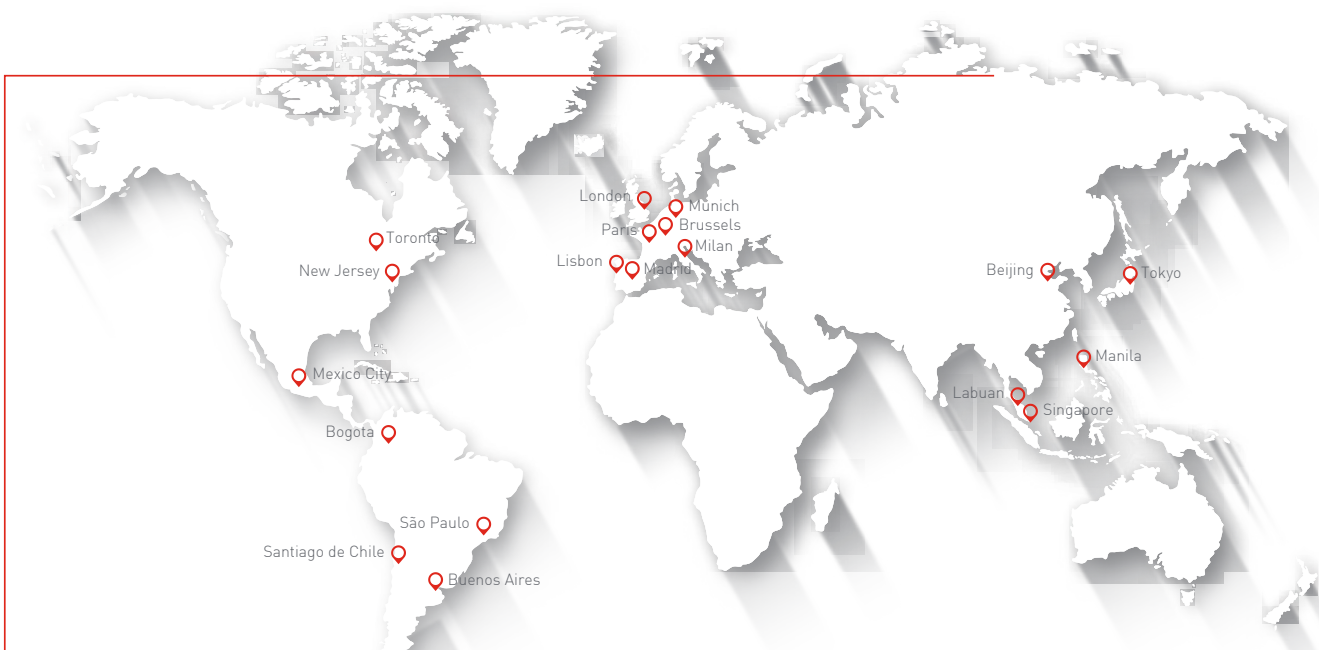 London
Munich
Brussels
Paris
Milan
Toronto
Lisbon
Madrid
New Jersey
Beijing
Tokyo
Manila
Mexico City
Labuan
Singapore
Bogota
São Paulo
Santiago de Chile
Buenos Aires